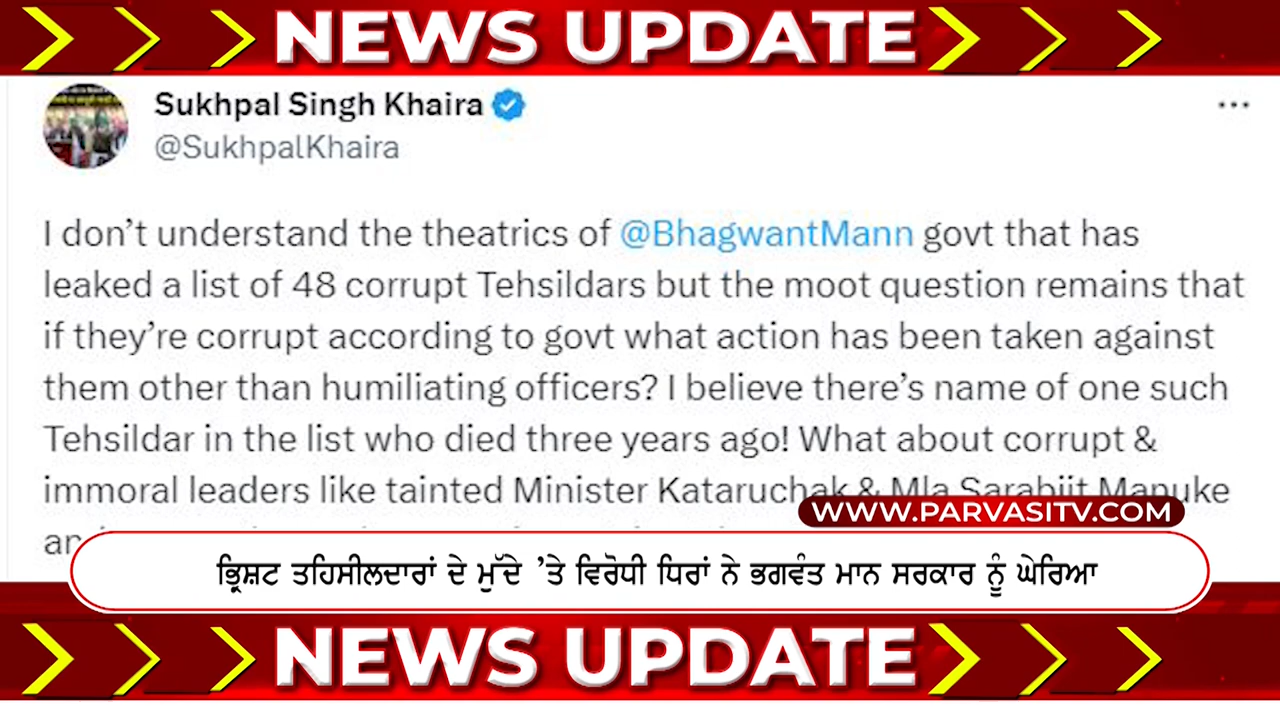 NEWS UPDATE
Sukhpal Singh Khaira
@SukhpalKhaira
I don’t understand the theatrics of @BhagwantMann govt that has
leaked a list of 48 corrupt Tehsildars but the moot question remains that
if they’re corrupt according to govt what action has been taken against
them other than humiliating officers? I believe there’s name of one such
Tehsildar in the list who died three years ago! What about corrupt &
immoral leaders like tainted Minister Kataruchak & Mla Sarabjit Manuke
WWW.PARVASITV.COM
ਭ੍ਰਿਸ਼ਟ ਤਹਿਸੀਲਦਾਰਾਂ ਦੇ ਮੁੱਦੇ ’ਤੇ ਵਿਰੋਧੀ ਧਿਰਾਂ ਨੇ ਭਗਵੰਤ ਮਾਨ ਸਰਕਾਰ ਨੂੰ ਘੇਰਿਆ
NEWS UPDATE